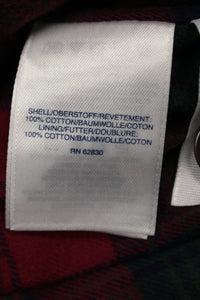 SHELL/OBERSTOFF/REVETEMENT:
100% COTTON/BAUMWOLLE/COTON
LINING/FUTTER/DOUBLURE:
100% COTTON/BAUMWOLLE/COTON
RN 62830